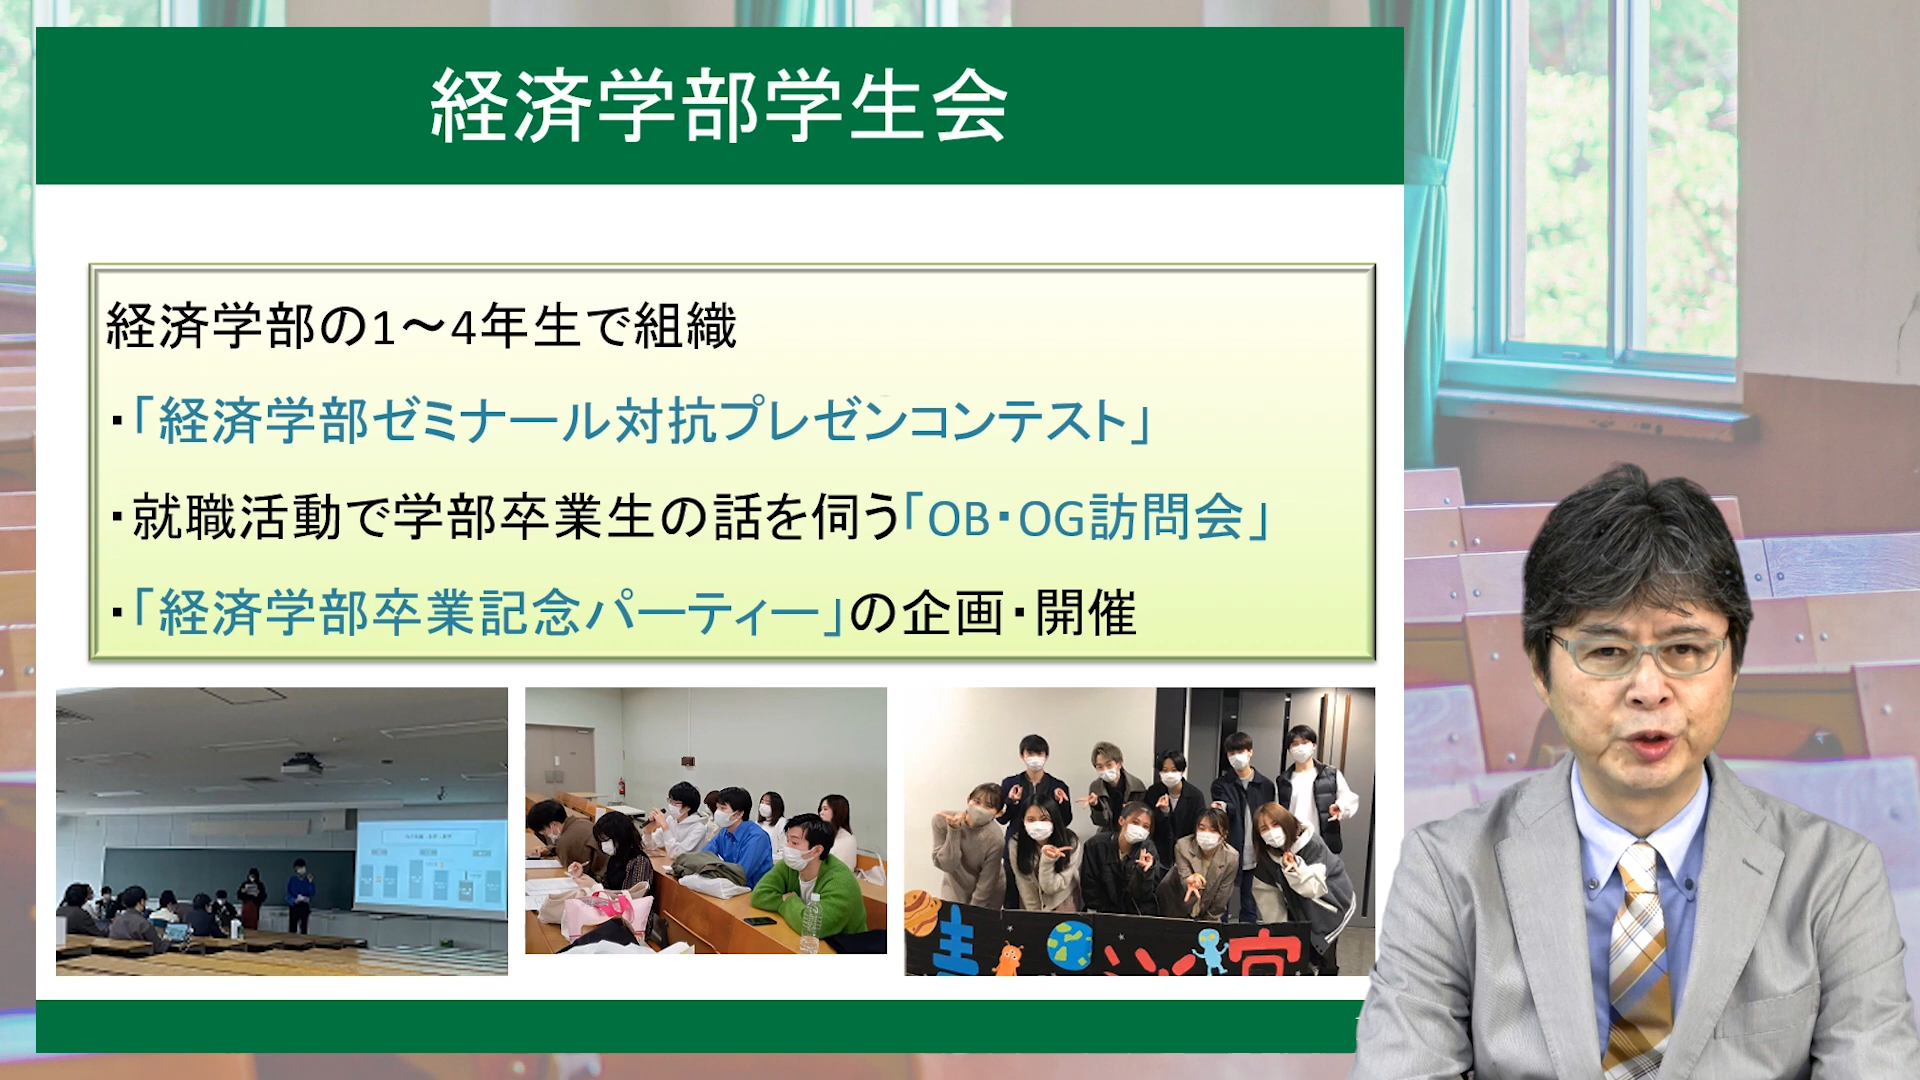 経済学部学生会
経済学部の1～4年生で組織
・「経済学部ゼミナール対抗プレゼンコンテスト」
・就職活動で学部卒業生の話を伺う「OB・OG訪問会」
・「経済学部卒業記念パーティー」の企画・開催